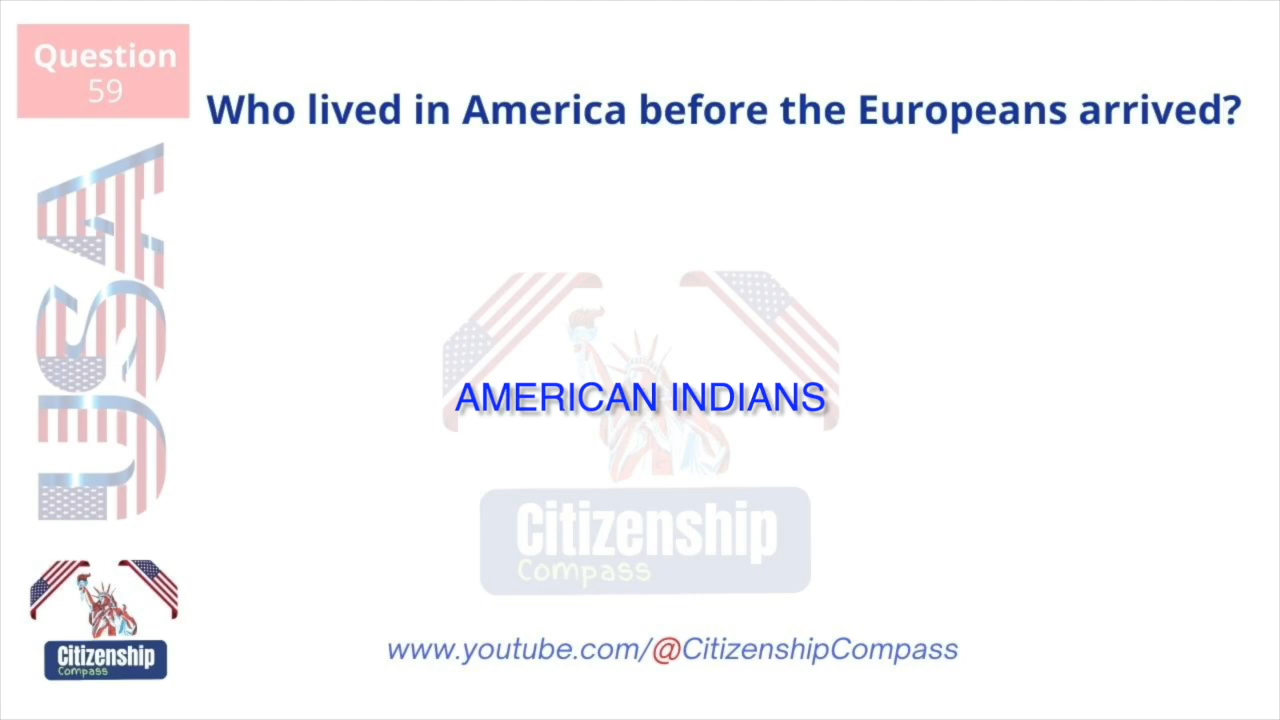 Question
59
Who lived in America before the Europeans arrived?
USA
AMERICAN INDIANS
Citizenship
Compass
Citizenship
Compass
www.youtube.com/@CitizenshipCompass